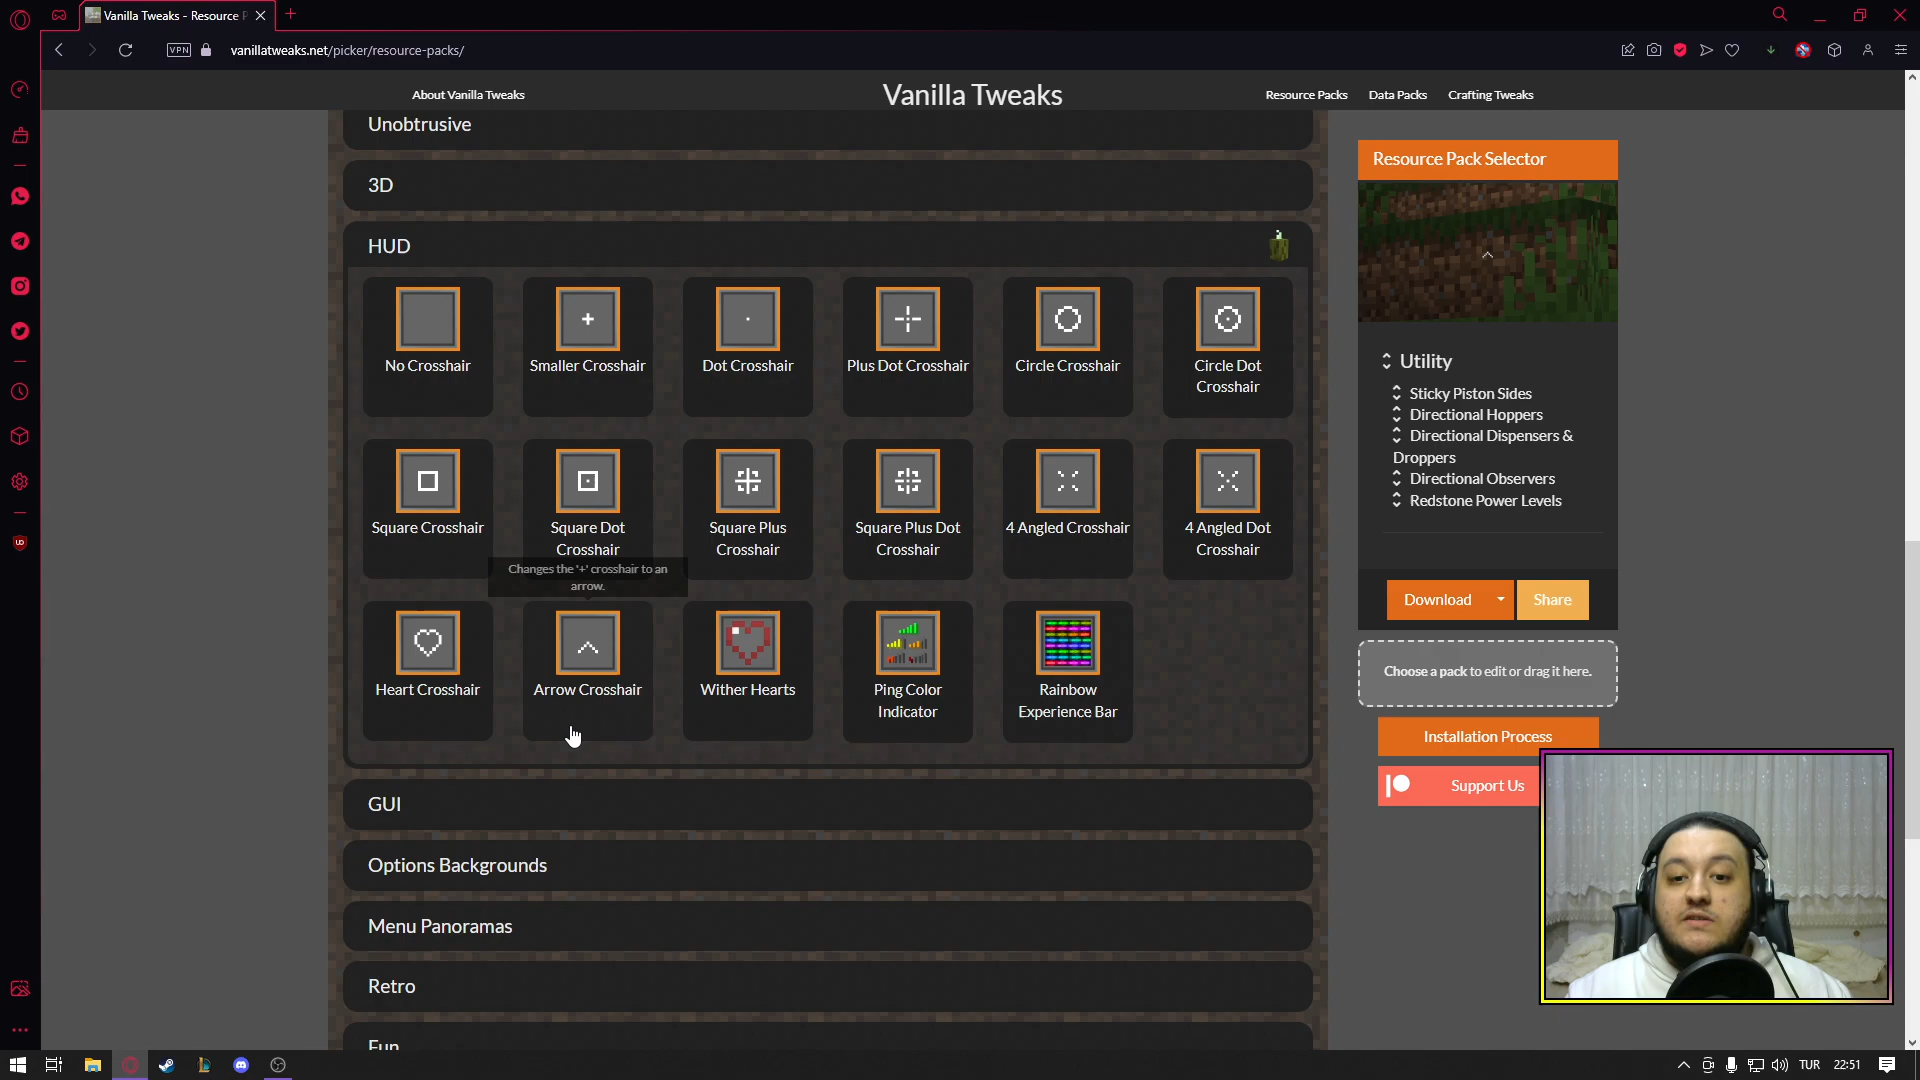 Vanilla Tweaks - Resource P
VPN
vanillatweaks.net/picker/resource-packs/
About Vanilla Tweaks
Vanilla Tweaks
Resource Packs
Data Packs
Crafting Tweaks
Unobtrusive
3D
HUD
No Crosshair
Smaller Crosshair
Dot Crosshair
Plus Dot Crosshair
Circle Crosshair
Circle Dot
Crosshair
Square Crosshair
Square Dot
Crosshair
Square Plus
Crosshair
Square Plus Dot
Crosshair
4 Angled Crosshair
4 Angled Dot
Crosshair
Changes the '+' crosshair to an
arrow.
Heart Crosshair
Arrow Crosshair
Wither Hearts
Ping Color
Indicator
Rainbow
Experience Bar
GUI
Options Backgrounds
Menu Panoramas
Retro
Fun
Resource Pack Selector
Utility
Sticky Piston Sides
Directional Hoppers
Directional Dispensers &
Droppers
Directional Observers
Redstone Power Levels
Download
Share
Choose a pack to edit or drag it here.
Installation Process
Support Us
TUR
22:51